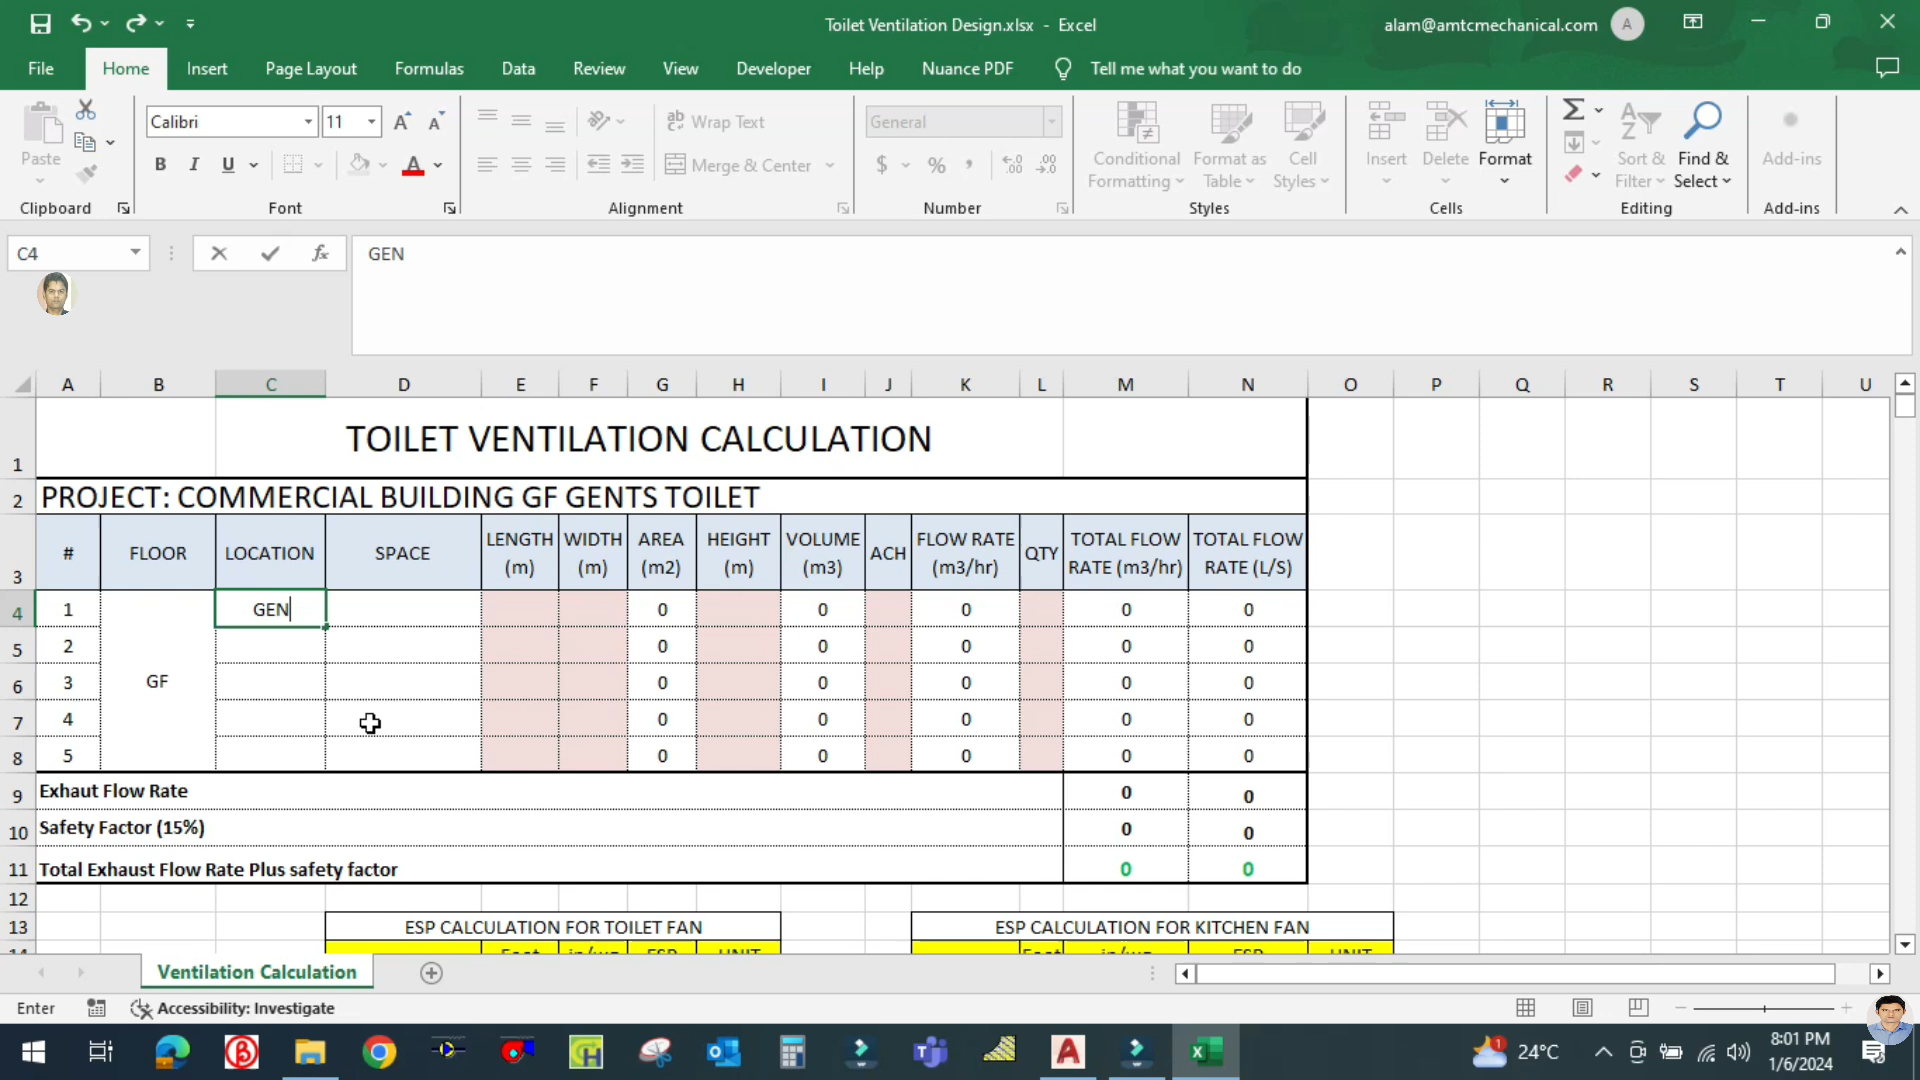 Toilet Ventilation Design.xlsx - Excel
alam@amtcmechanical.com A
File Home Insert Page Layout Formulas Data Review View Developer Help Nuance PDF Tell me what you want to do
Calibri 11
Wrap Text
General
Paste
B I U
Merge & Center
$ % ,
Conditional Formatting
Format as Table
Cell Styles
Insert
Delete
Format
Sort & Filter
Find & Select
Add-ins
Clipboard Font Alignment Number Styles Cells Editing Add-ins
C4 fx GEN
A B C D E F G H I J K L M N O P Q R S T U
1 TOILET VENTILATION CALCULATION
2 PROJECT: COMMERCIAL BUILDING GF GENTS TOILET
3 # FLOOR LOCATION SPACE LENGTH (m) WIDTH (m) AREA (m2) HEIGHT (m) VOLUME (m3) ACH FLOW RATE (m3/hr) QTY TOTAL FLOW RATE (m3/hr) TOTAL FLOW RATE (L/S)
4 1 GEN 0 0 0 0 0
5 2 0 0 0 0 0
6 3 GF 0 0 0 0 0
7 4 0 0 0 0 0
8 5 0 0 0 0 0
9 Exhaut Flow Rate 0 0
10 Safety Factor (15%) 0 0
11 Total Exhaust Flow Rate Plus safety factor 0 0
12
13 ESP CALCULATION FOR TOILET FAN ESP CALCULATION FOR KITCHEN FAN
Ventilation Calculation
Enter Accessibility: Investigate
24°C
8:01 PM
1/6/2024